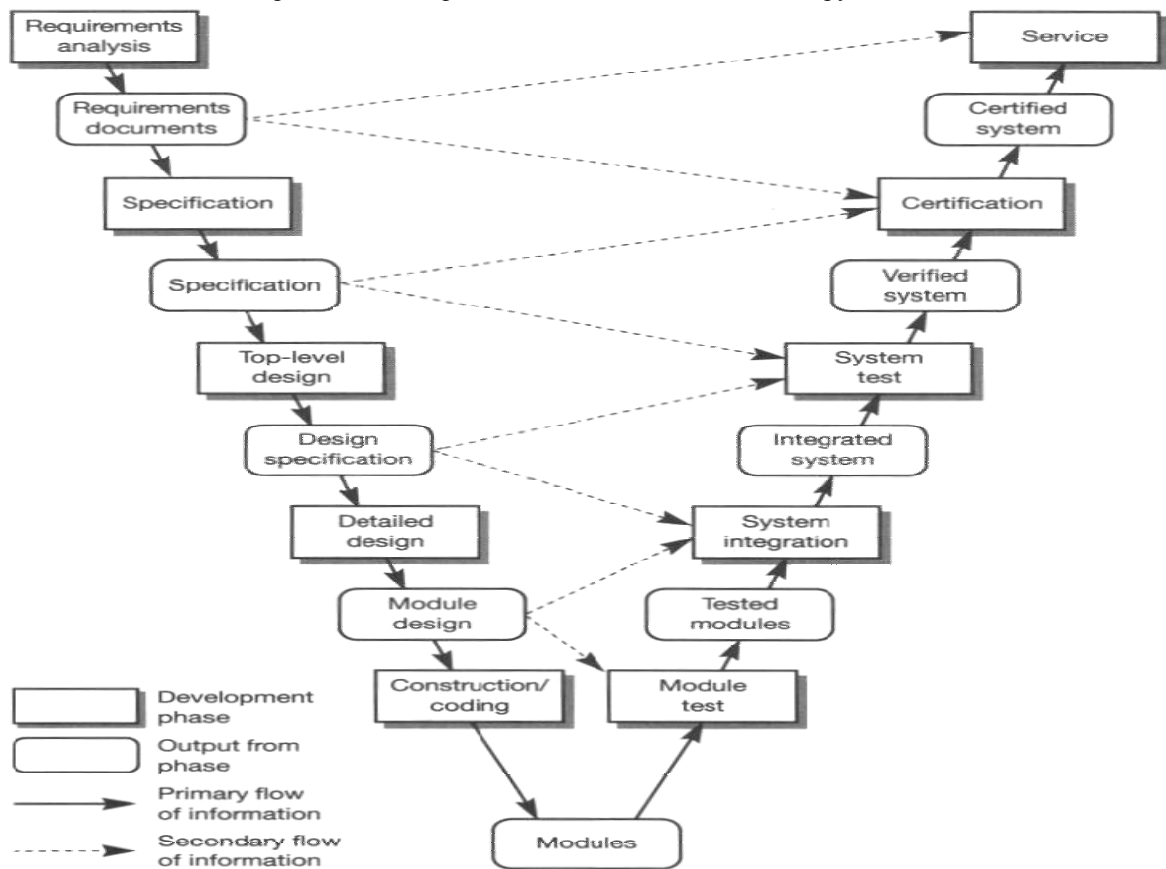 Requirements
analysis
Service
Requirements
documents
Certified
system
Specification
Certification
Specification
Verified
system
Top-level
design
System
test
Design
specification
Integrated
system
Detailed
design
System
integration
Module
design
Tested
modules
Construction/
coding
Module
test
Modules
Development
phase
Output from
phase
Primary flow
of information
Secondary flow
of information